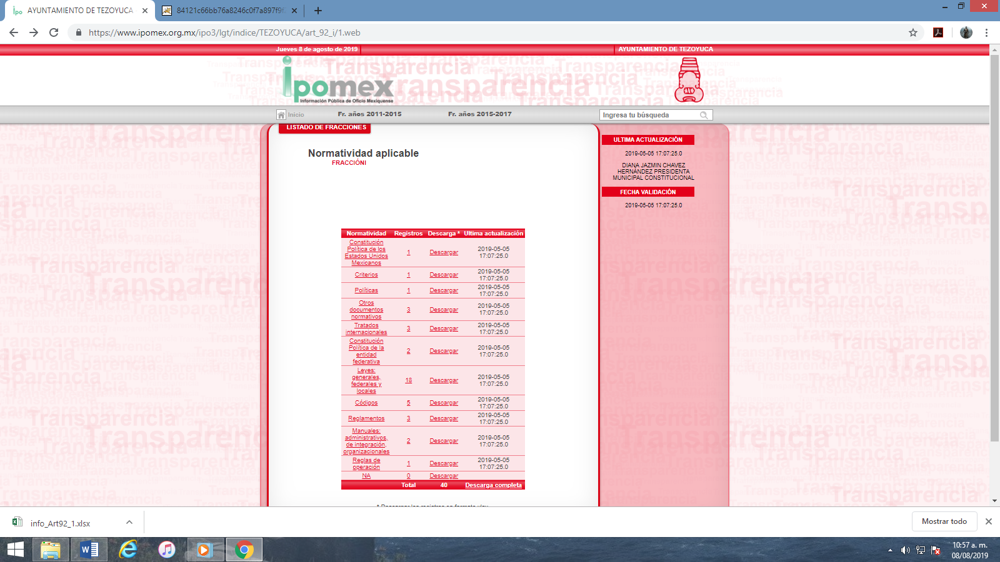 AYUNTAMIENTO DE TEZOYUCA
84121c66bb76a8246c0f7a897f9f
https://www.ipomex.org.mx/ipo3/lgt/indice/TEZOYUCA/art_92_i/1.web
Jueves 8 de agosto de 2019
AYUNTAMIENTO DE TEZOYUCA
Transparencia
ipomex
Información Pública de Oficio Mexiquense
Inicio
Fr. años 2011-2015
Fr. años 2015-2017
Ingresa tu búsqueda
LISTADO DE FRACCIONES
Normatividad aplicable
FRACCIÓNI
ULTIMA ACTUALIZACIÓN
2019-05-05 17:07:25.0
DIANA JAZMIN CHAVEZ
HERNÁNDEZ PRESIDENTA
MUNICIPAL CONSTITUCIONAL
FECHA VALIDACIÓN
2019-05-05 17:07:25.0
Normatividad Registros Descarga * Ultima actualización
Constitución
Política de los
Estados Unidos
Mexicanos
1 Descargar 2019-05-05
17:07:25.0
Criterios 1 Descargar 2019-05-05
17:07:25.0
Políticas 1 Descargar 2019-05-05
17:07:25.0
Otros
documentos
normativos
3 Descargar 2019-05-05
17:07:25.0
Tratados
internacionales
3 Descargar 2019-05-05
17:07:25.0
Constitución
Política de la
entidad
federativa
2 Descargar 2019-05-05
17:07:25.0
Leyes:
generales,
federales y
locales
18 Descargar 2019-05-05
17:07:25.0
Códigos 5 Descargar 2019-05-05
17:07:25.0
Reglamentos 3 Descargar 2019-05-05
17:07:25.0
Manuales:
administrativos,
de integración,
organizacionales
2 Descargar 2019-05-05
17:07:25.0
Reglas de
operación
1 Descargar 2019-05-05
17:07:25.0
NA 0 Descargar
Total 40 Descarga completa
* Descargar los registros en formato xlsx
info_Art92_1.xlsx
Mostrar todo
10:57 a. m.
08/08/2019